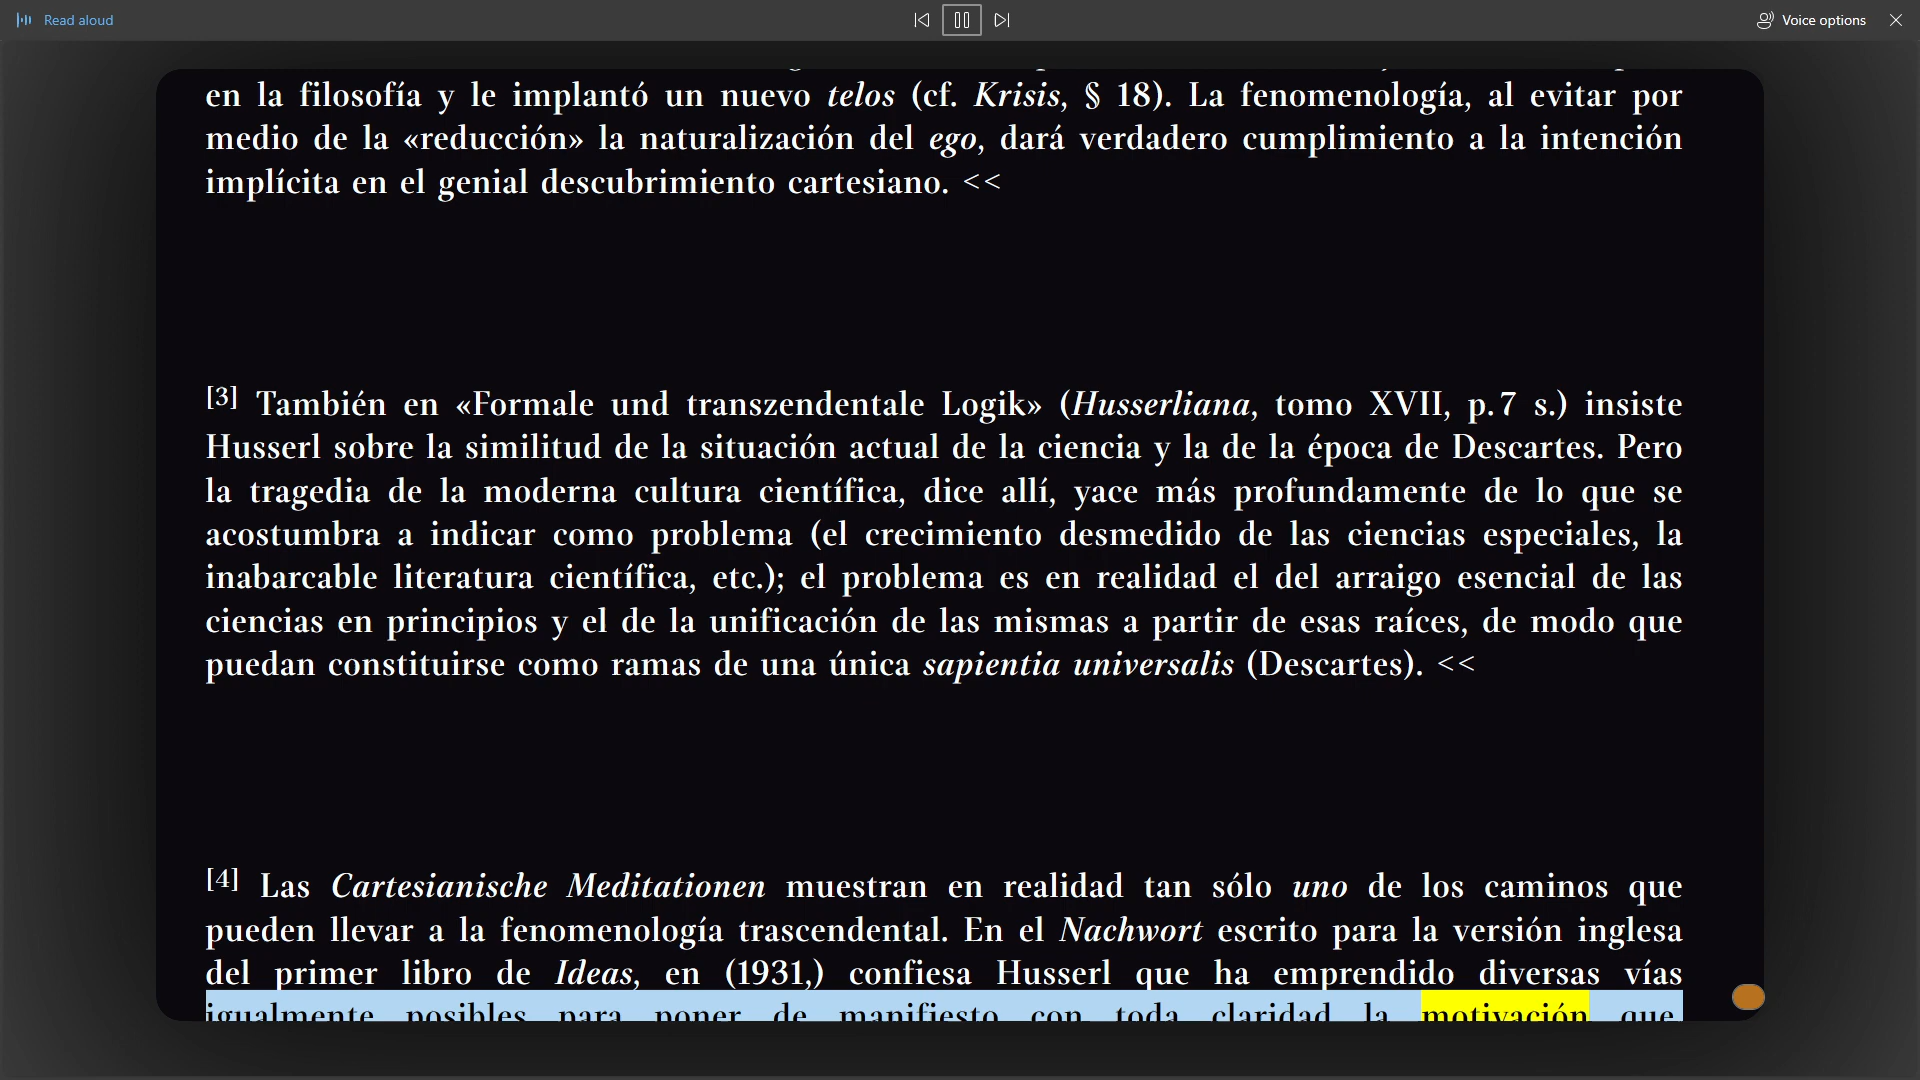 Read aloud
Voice options
en la filosofía y le implantó un nuevo telos (cf. Krisis, § 18). La fenomenología, al evitar por
medio de la «reducción» la naturalización del ego, dará verdadero cumplimiento a la intención
implícita en el genial descubrimiento cartesiano. <<
[3] También en «Formale und transzendentale Logik» (Husserliana, tomo XVII, p. 7 s.) insiste
Husserl sobre la similitud de la situación actual de la ciencia y la de la época de Descartes. Pero
la tragedia de la moderna cultura científica, dice allí, yace más profundamente de lo que se
acostumbra a indicar como problema (el crecimiento desmedido de las ciencias especiales, la
inabarcable literatura científica, etc.); el problema es en realidad el del arraigo esencial de las
ciencias en principios y el de la unificación de las mismas a partir de esas raíces, de modo que
puedan constituirse como ramas de una única sapientia universalis (Descartes). <<
[4] Las Cartesianische Meditationen muestran en realidad tan sólo uno de los caminos que
pueden llevar a la fenomenología trascendental. En el Nachwort escrito para la versión inglesa
del primer libro de Ideas, en (1931,) confiesa Husserl que ha emprendido diversas vías
igualmente posibles para poner de manifiesto con toda claridad la motivación que,